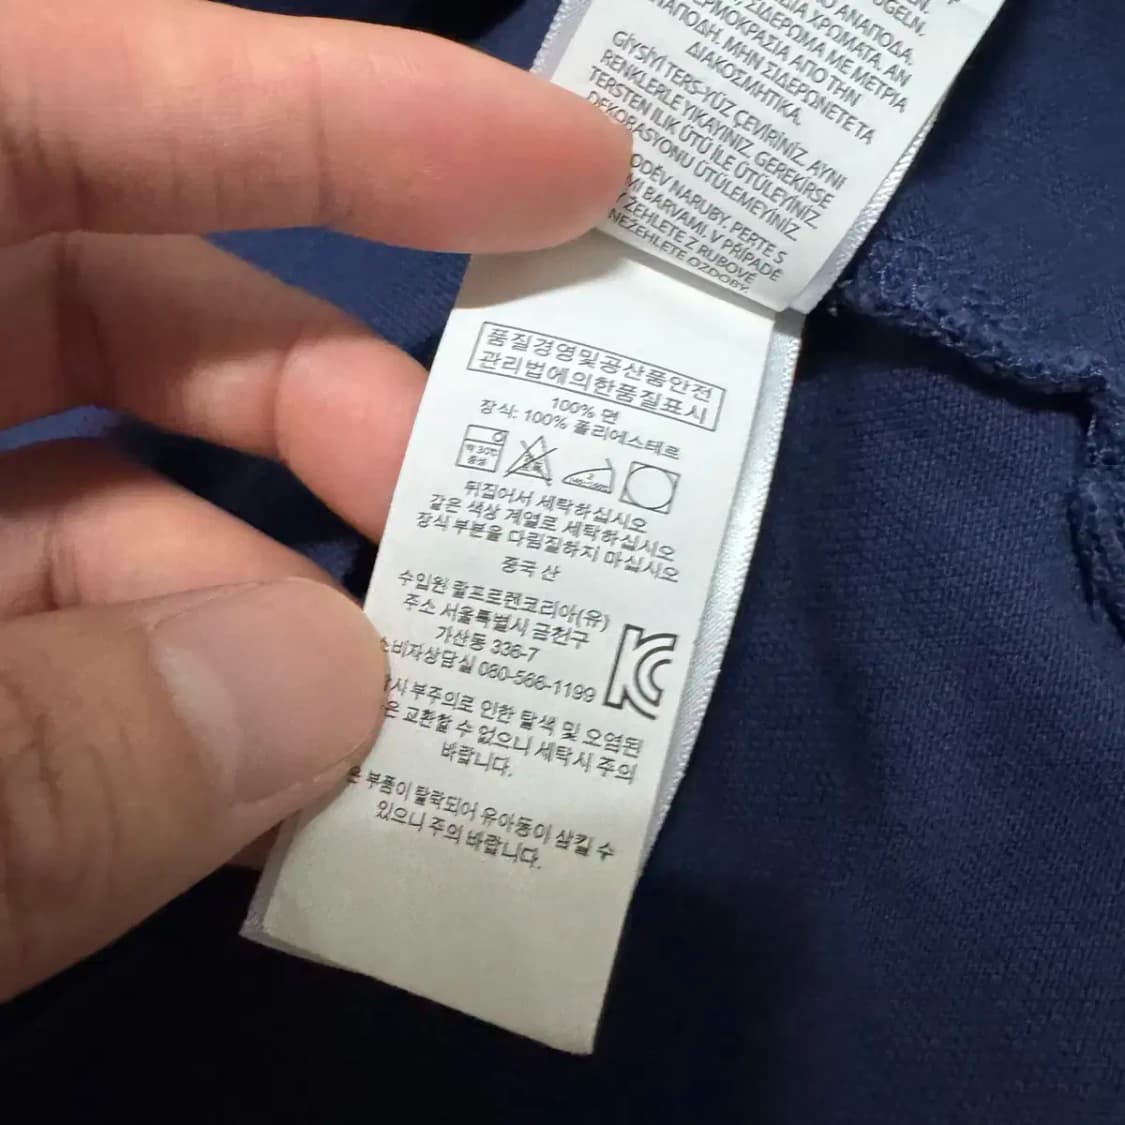 GELN.
ΑΝΑΠΟΔΑ.
ΔΙΑ ΧΡΩΜΑΤΑ. ΑΝ
ΣΙΔΕΡΩΜΑ ΜΕ ΜΕΤΡΙΑ
ΘΕΡΜΟΚΡΑΣΙΑ ΑΠΟ ΤΗΝ
ΑΝΑΠΟΔΗ. ΜΗΝ ΣΙΔΕΡΩΝΕΤΕ ΤΑ
ΔΙΑΚΟΣΜΗΤΙΚΑ.
GİYSİYİ TERS-YÜZ ÇEVİRİNİZ. AYNI
RENKLERLE YIKAYINIZ. GEREKİRSE
TERSTEN ILIK ÜTÜ İLE ÜTÜLEYİNİZ.
DEKORASYONU ÜTÜLEMEYİNİZ.
ODĚV NARUBY. PERTE S
MI BARVAMI. V PŘÍPADĚ
ŽEHLETE Z RUBOVÉ
NEŽEHLETE OZDOBY.
품질경영및공산품안전
관리법에의한품질표시
100% 면
장식: 100% 폴리에스테르
약 30℃
중성
뒤집어서 세탁하십시오
같은 색상 계열로 세탁하십시오
장식 부분을 다림질하지 마십시오
중국 산
수입원 랄프로렌코리아(유)
주소 서울특별시 금천구
가산동 336-7
소비자상담실 080-566-1199
시 부주의로 인한 탈색 및 오염된
은 교환할 수 없으니 세탁시 주의
바랍니다.
은 부품이 탈락되어 유아동이 삼킬 수
있으니 주의 바랍니다.